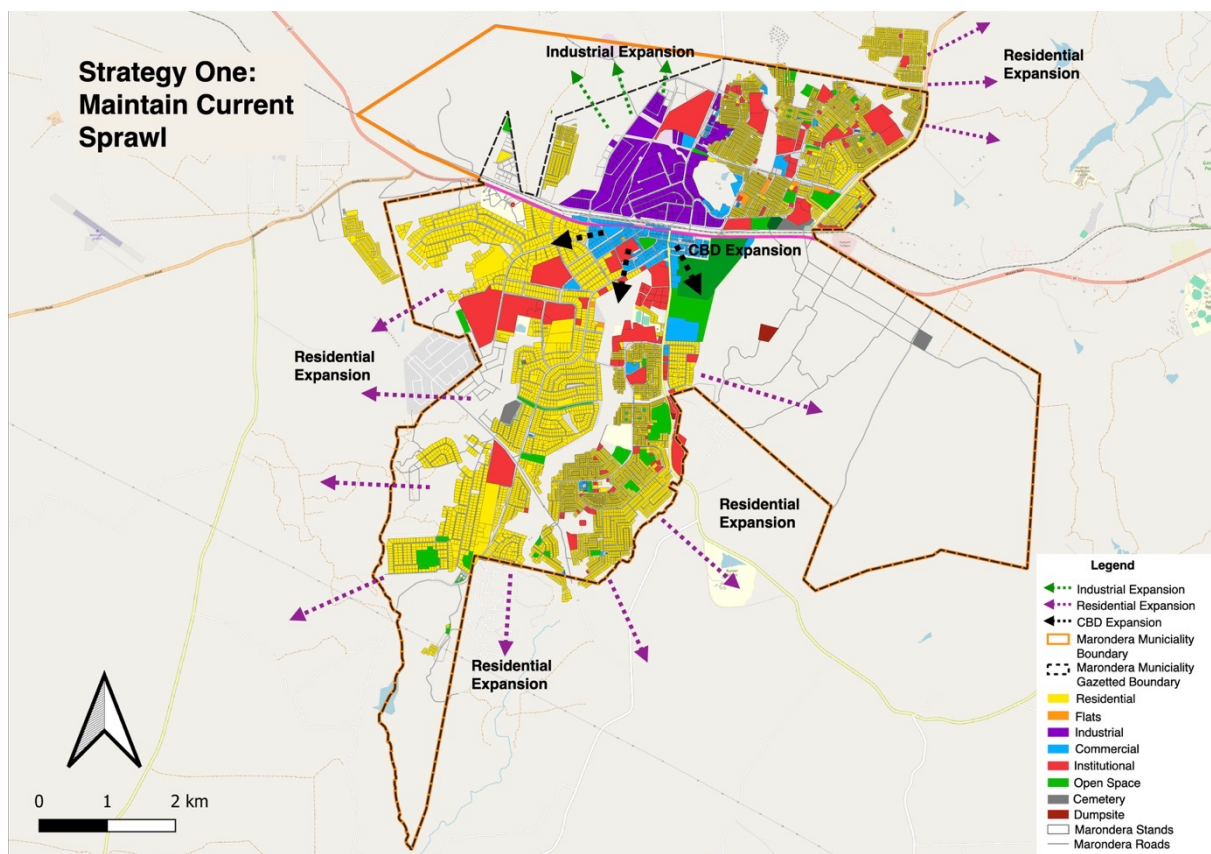 Strategy One:
Maintain Current
Sprawl
Industrial Expansion
Residential
Expansion
CBD Expansion
Residential
Expansion
Residential
Expansion
Residential
Expansion
0 1 2 km
Legend
Industrial Expansion
Residential Expansion
CBD Expansion
Marondera Municiality
Boundary
Marondera Municiality
Gazetted Boundary
Residential
Flats
Industrial
Commercial
Institutional
Open Space
Cemetery
Dumpsite
Marondera Stands
Marondera Roads